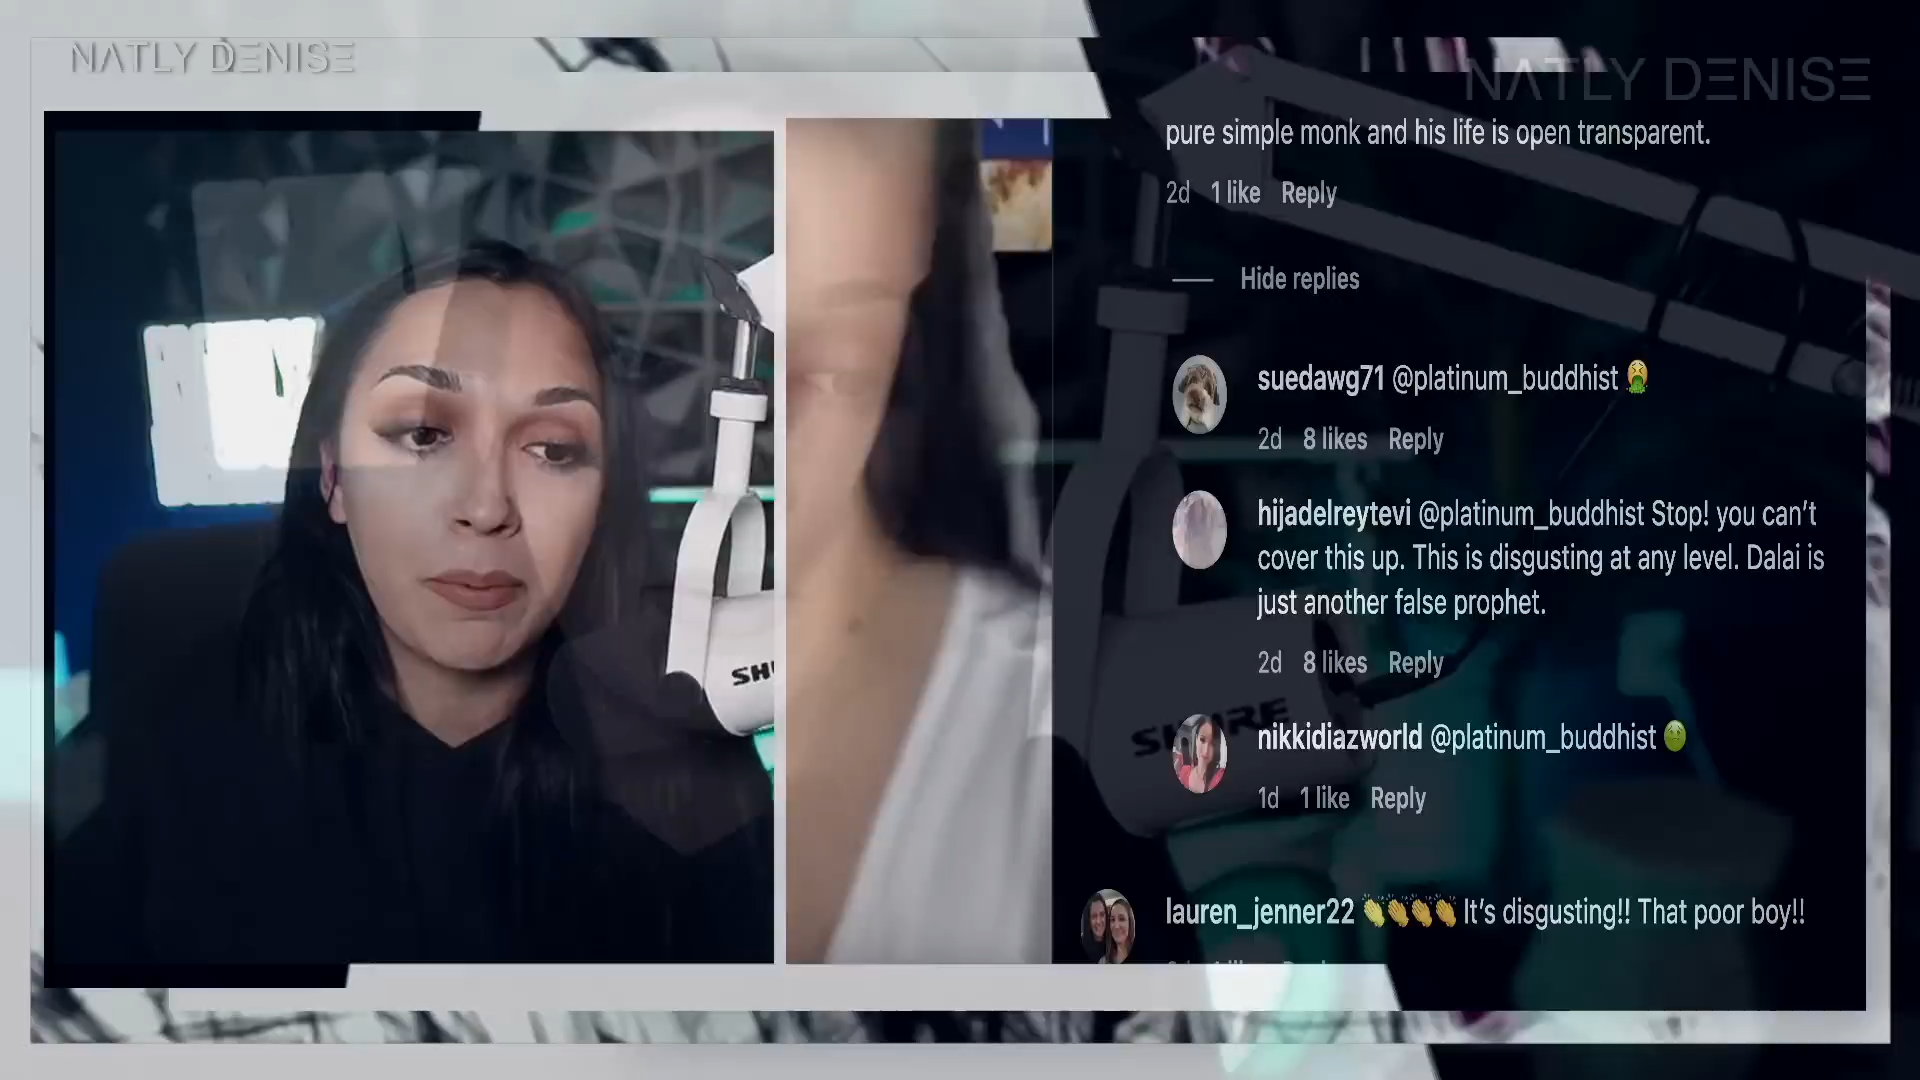 NATLY DENISE
NATLY DENISE
pure simple monk and his life is open transparent.
2d 1 like Reply
Hide replies
suedawg71 @platinum_buddhist 🤮
2d 8 likes Reply
hijadelreytevi @platinum_buddhist Stop! you can't
cover this up. This is disgusting at any level. Dalai is
just another false prophet.
2d 8 likes Reply
SHURE
nikkidiazworld @platinum_buddhist 🤢
1d 1 like Reply
lauren_jenner22 👏👏👏👏 It's disgusting!! That poor boy!!